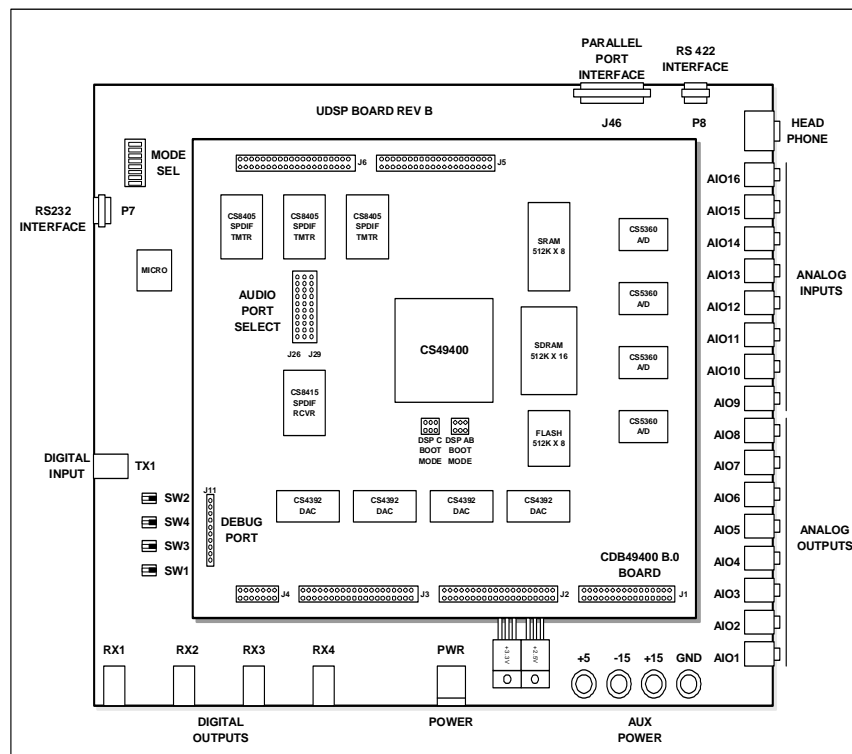 PARALLEL
PORT
INTERFACE
RS 422
INTERFACE
UDSP BOARD REV B
J46
P8
HEAD
PHONE
MODE
SEL
J6
J5
AIO16
RS232
INTERFACE
P7
CS8405
SPDIF
TMTR
CS8405
SPDIF
TMTR
CS8405
SPDIF
TMTR
SRAM
512K X 8
CS5360
A/D
AIO15
AIO14
MICRO
AUDIO
PORT
SELECT
J26
J29
CS5360
A/D
AIO13
AIO12
ANALOG
INPUTS
CS49400
SDRAM
512K X 16
CS5360
A/D
AIO11
AIO10
AIO9
CS8415
SPDIF
RCVR
DSP C
BOOT
MODE
DSP AB
BOOT
MODE
FLASH
512K X 8
CS5360
A/D
AIO8
DIGITAL
INPUT
TX1
AIO7
J11
SW2
SW4
SW3
SW1
DEBUG
PORT
CS4392
DAC
CS4392
DAC
CS4392
DAC
CS4392
DAC
AIO6
AIO5
AIO4
ANALOG
OUTPUTS
CDB49400 B.0
BOARD
J4
J3
J2
J1
AIO3
AIO2
AIO1
RX1
RX2
RX3
RX4
PWR
+3.3V
+2.5V
+5
-15
+15
GND
DIGITAL
OUTPUTS
POWER
AUX
POWER